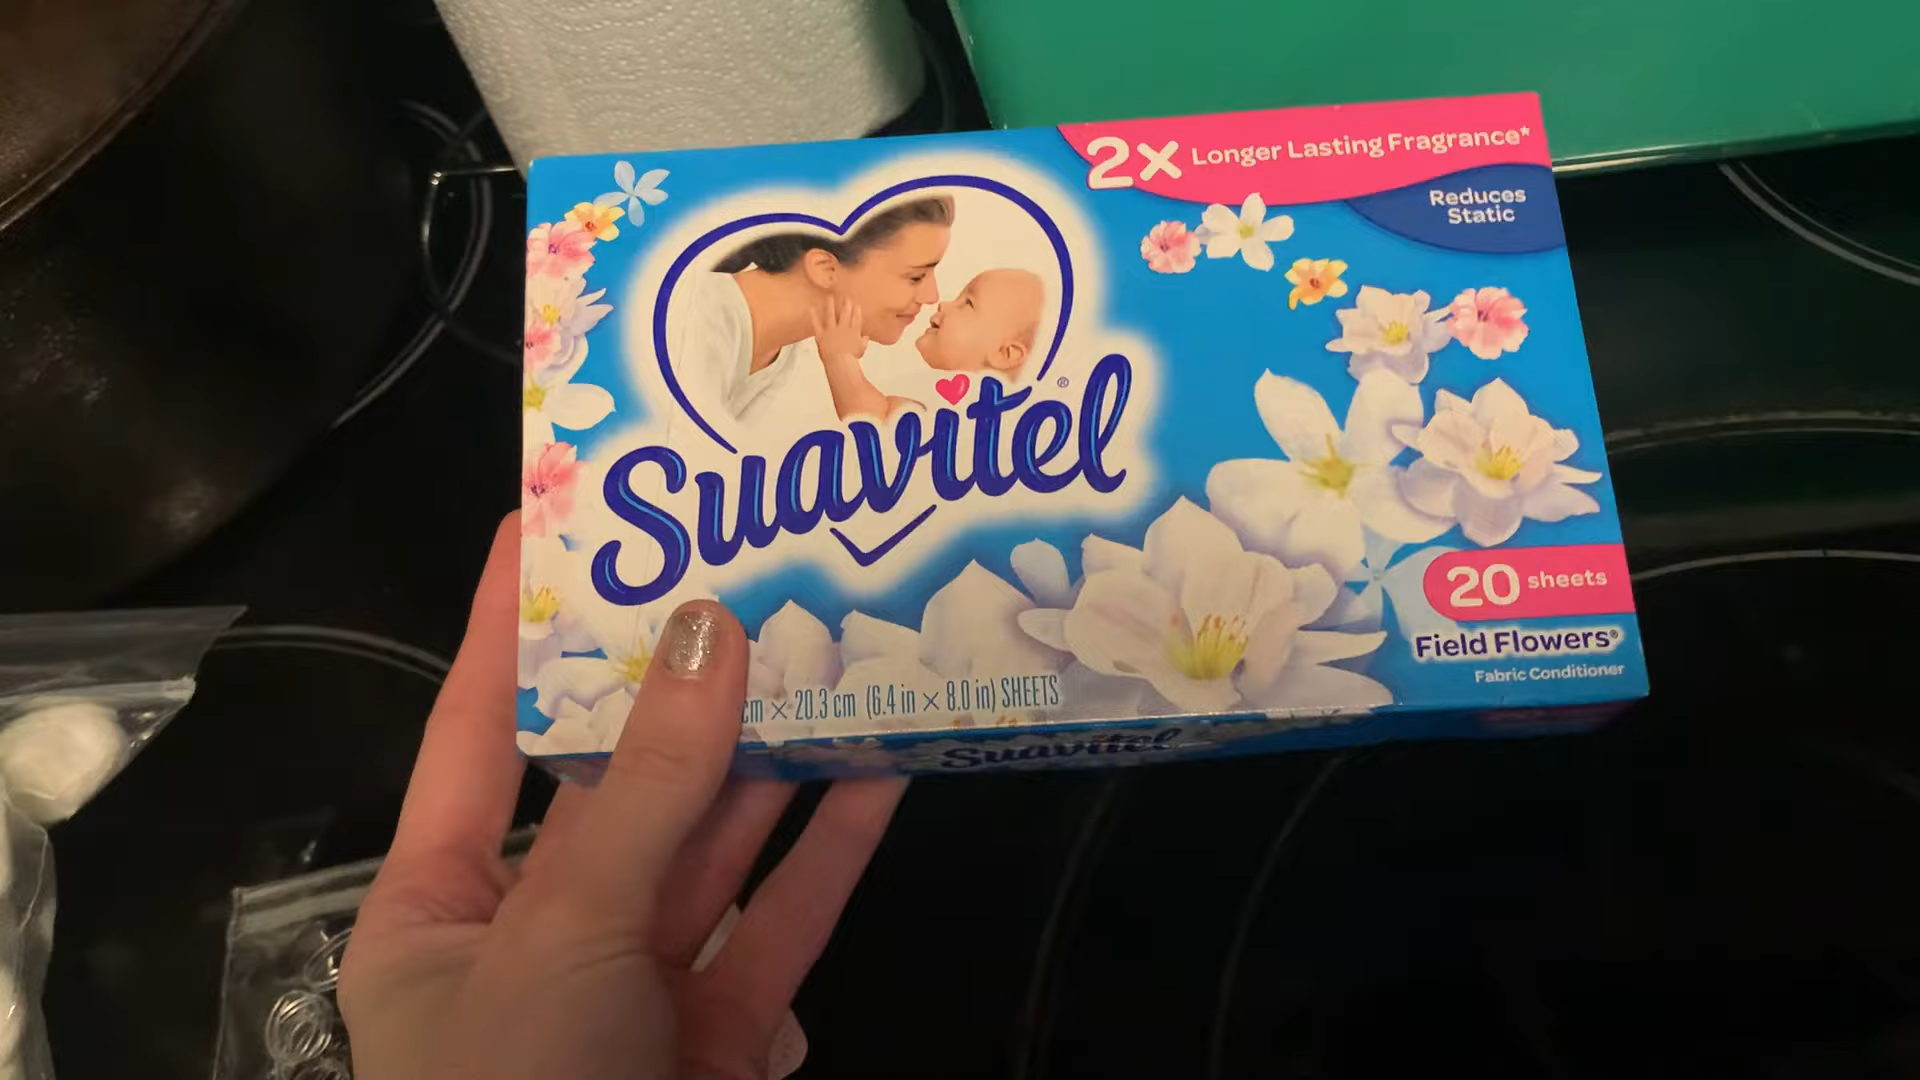 2x Longer Lasting Fragrance*
Reduces
Static
Suavitel®
20 sheets
Field Flowers®
Fabric Conditioner
cm × 20.3 cm (6.4 in × 8.0 in) SHEETS
Suavitel